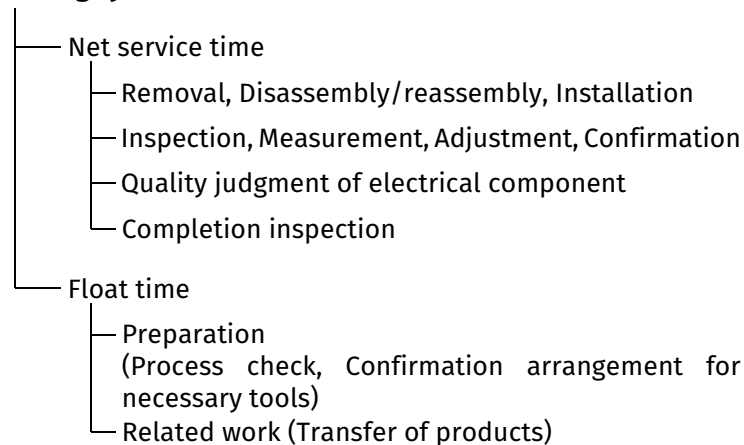 Net service time
Removal, Disassembly/reassembly, Installation
Inspection, Measurement, Adjustment, Confirmation
Quality judgment of electrical component
Completion inspection
Float time
Preparation
(Process check, Confirmation arrangement for
necessary tools)
Related work (Transfer of products)